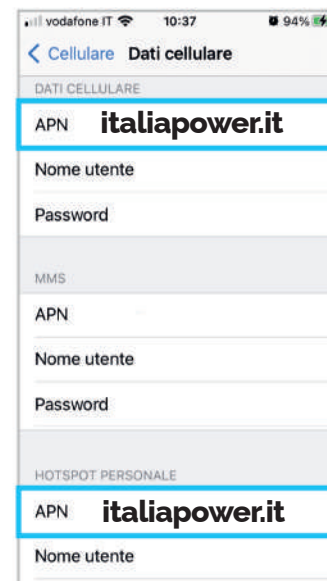 vodafone IT 10:37 94%
Cellulare Dati cellulare
DATI CELLULARE
APN italiapower.it
Nome utente
Password
MMS
APN
Nome utente
Password
HOTSPOT PERSONALE
APN italiapower.it
Nome utente